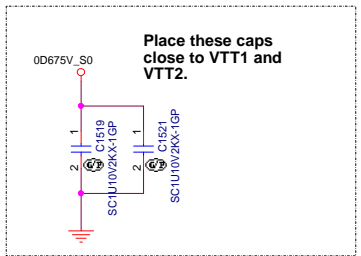 Place these caps
close to VTT1 and
VTT2.
0D675V_S0
1
2
C1519
SC1U10V2KX-1GP
G/P
1
2
C1521
SC1U10V2KX-1GP
G/P